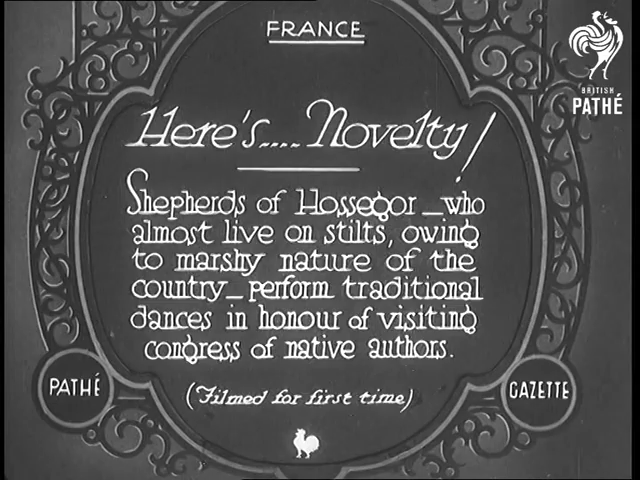 FRANCE
BRITISH
PATHÉ
Here's.... Novelty!
Shepherds of Hossegor _ who
almost live on stilts, owing
to marshy nature of the
country _ perform traditional
dances in honour of visiting
congress of native authors.
PATHÉ
(Filmed for first time)
GAZETTE